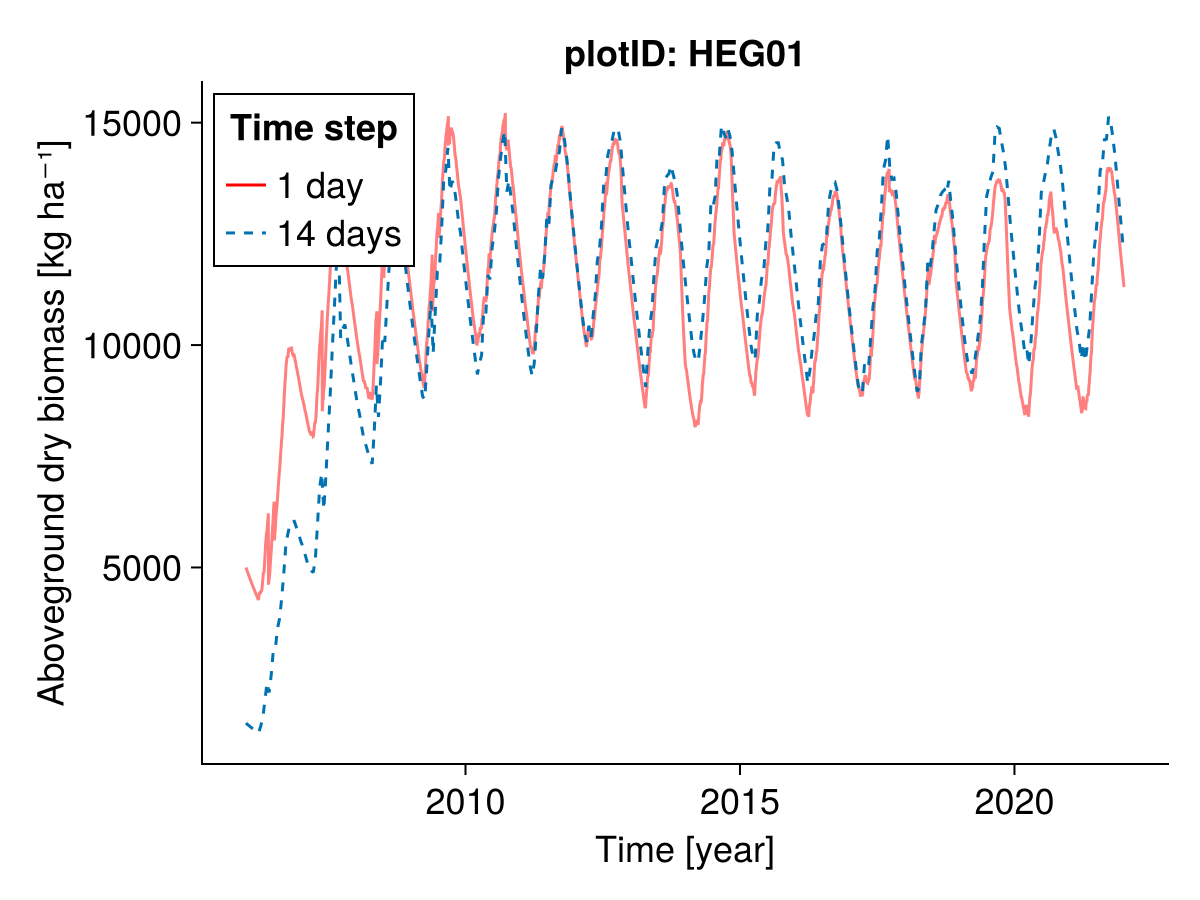 plotID: HEG01
Time step
1 day
14 days
15000
10000
5000
Aboveground dry biomass [kg ha⁻¹]
2010
2015
2020
Time [year]